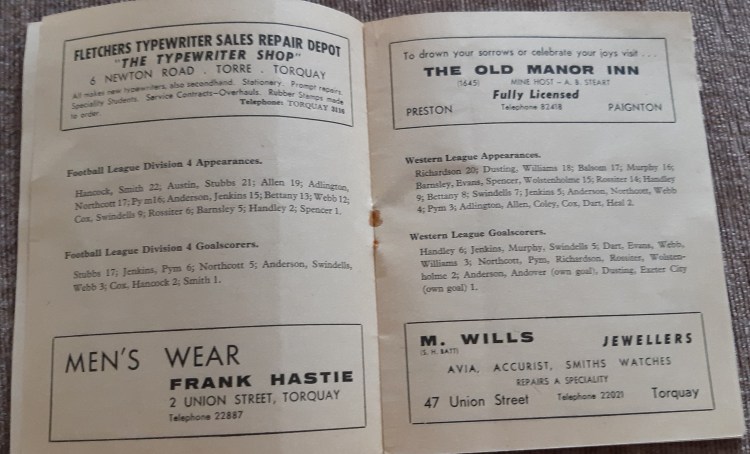 FLETCHERS TYPEWRITER SALES REPAIR DEPOT
"THE TYPEWRITER SHOP"
6 NEWTON ROAD . TORRE . TORQUAY
All makes new typewriters, also secondhand. Stationery. Prompt repairs.
Speciality Students. Service Contracts—Overhauls. Rubber Stamps made
to order. Telephone: TORQUAY
Football League Division 4 Appearances.
Hancock, Smith 22; Austin, Stubbs 21; Allen 19; Adlington,
Northcott 17; Py m16; Anderson, Jenkins 15; Bettany 13; Webb 12;
Cox, Swindells 9; Rossiter 6; Barnsley 5; Handley 2; Spencer 1.
Football League Division 4 Goalscorers.
Stubbs 17; Jenkins, Pym 6; Northcott 5; Anderson, Swindells,
Webb 3; Cox, Hancock 2; Smith 1.
MEN'S WEAR
FRANK HASTIE
2 UNION STREET, TORQUAY
Telephone 22887
To drown your sorrows or celebrate your joys visit . . .
THE OLD MANOR INN
(1645) MINE HOST - A. B. STEART
Fully Licensed
PRESTON Telephone 82418 PAIGNTON
Western League Appearances.
Richardson 20; Dusting, Williams 18; Balsom 17; Murphy 16;
Barnsley, Evans, Spencer, Wolstenholme 15; Rossiter 14; Handley
9; Bettany 8; Swindells 7; Jenkins 5; Anderson, Northcott, Webb
4; Pym 3; Adlington, Allen, Coley, Cox, Dart, Heal 2.
Western League Goalscorers.
Handley 6; Jenkins, Murphy, Swindells 5; Dart, Evans, Webb,
Williams 3; Northcott, Pym, Richardson, Rossiter, Wolsten-
holme 2; Anderson, Andover (own goal), Dusting, Exeter City
(own goal) 1.
M. WILLS JEWELLERS
(S. H. BATT)
AVIA, ACCURIST, SMITHS WATCHES
REPAIRS A SPECIALITY
47 Union Street Telephone 22021 Torquay